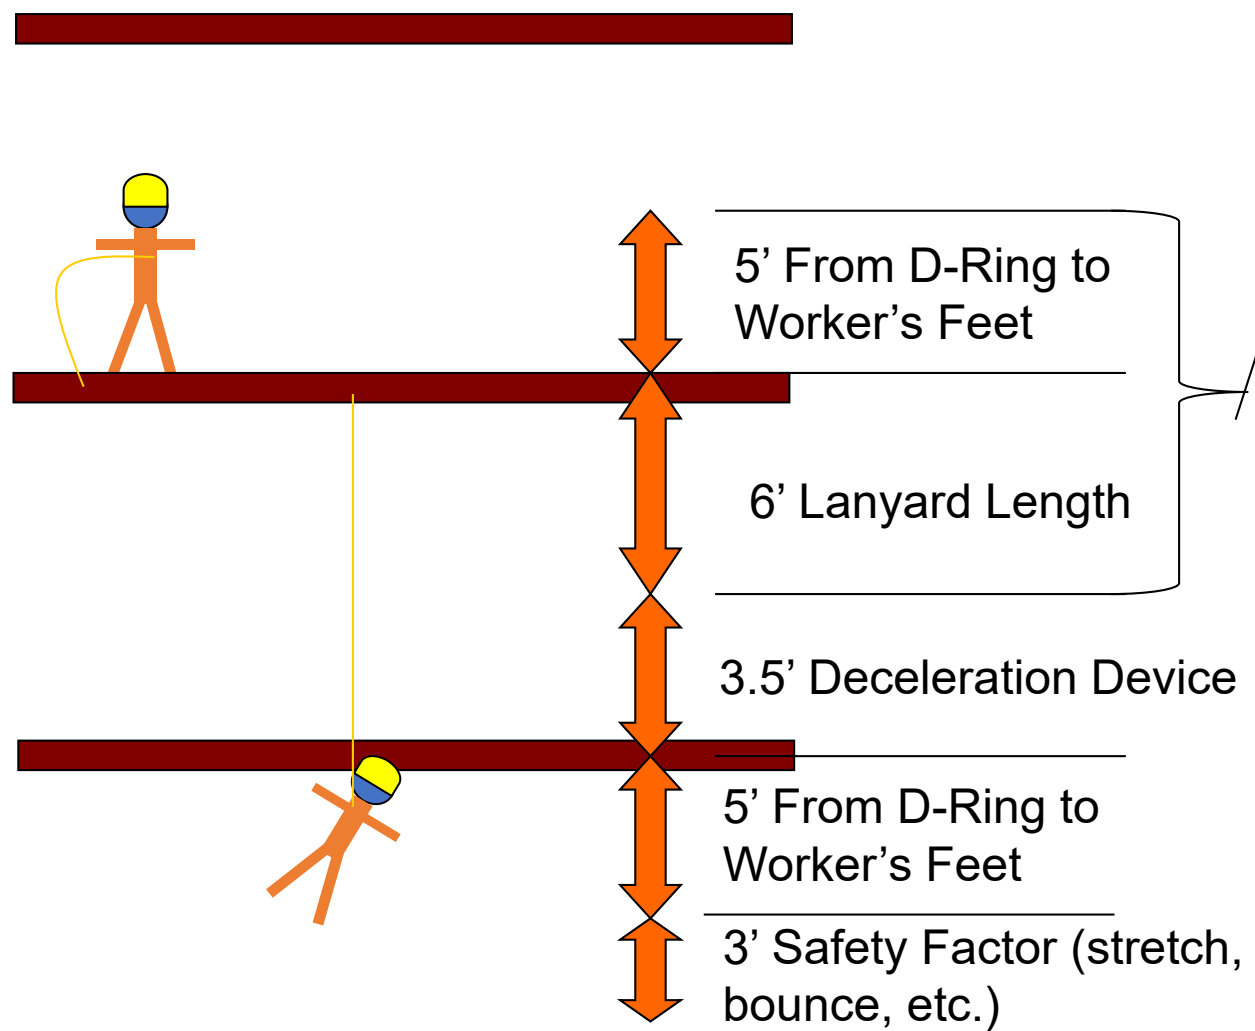 5’ From D-Ring to
Worker’s Feet
6’ Lanyard Length
3.5’ Deceleration Device
5’ From D-Ring to
Worker’s Feet
3’ Safety Factor (stretch,
bounce, etc.)